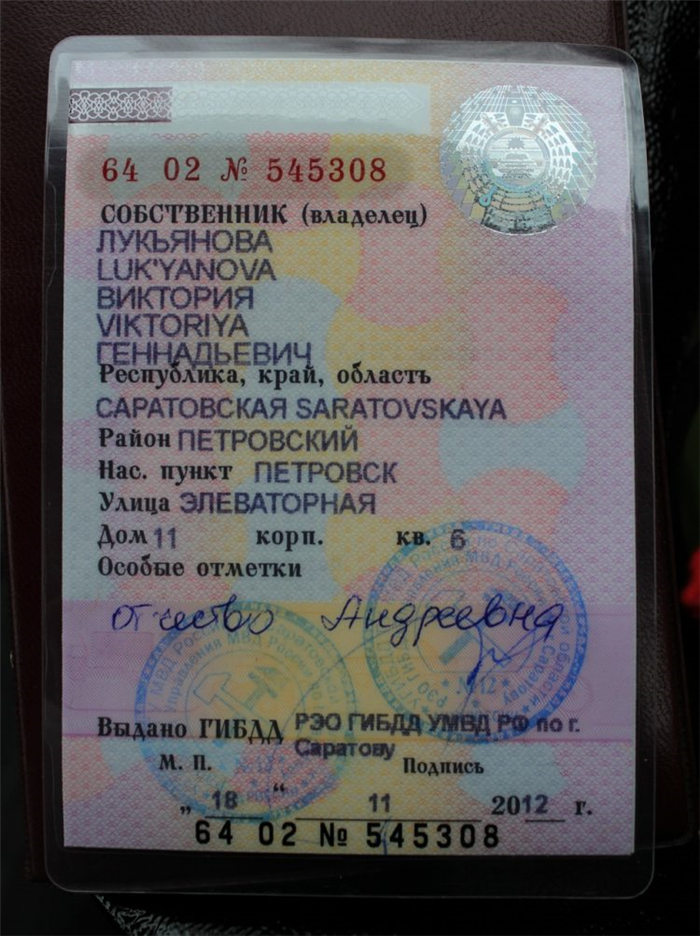 64 02 № 545308
СОБСТВЕННИК (владелец)
ЛУКЬЯНОВА
LUK'YANOVA
ВИКТОРИЯ
VIKTORIYA
ГЕННАДЬЕВИЧ
Республика, край, область
САРАТОВСКАЯ SARATOVSKAYA
Район ПЕТРОВСКИЙ
Нас. пункт ПЕТРОВСК
Улица ЭЛЕВАТОРНАЯ
Дом 11 корп. кв. 6
Особые отметки
отчество Андреевна
Выдано ГИБДД РЭО ГИБДД УМВД РФ по г.
Саратову
М. П. Подпись
„ 18 “ 11 2012 г.
64 02 № 545308